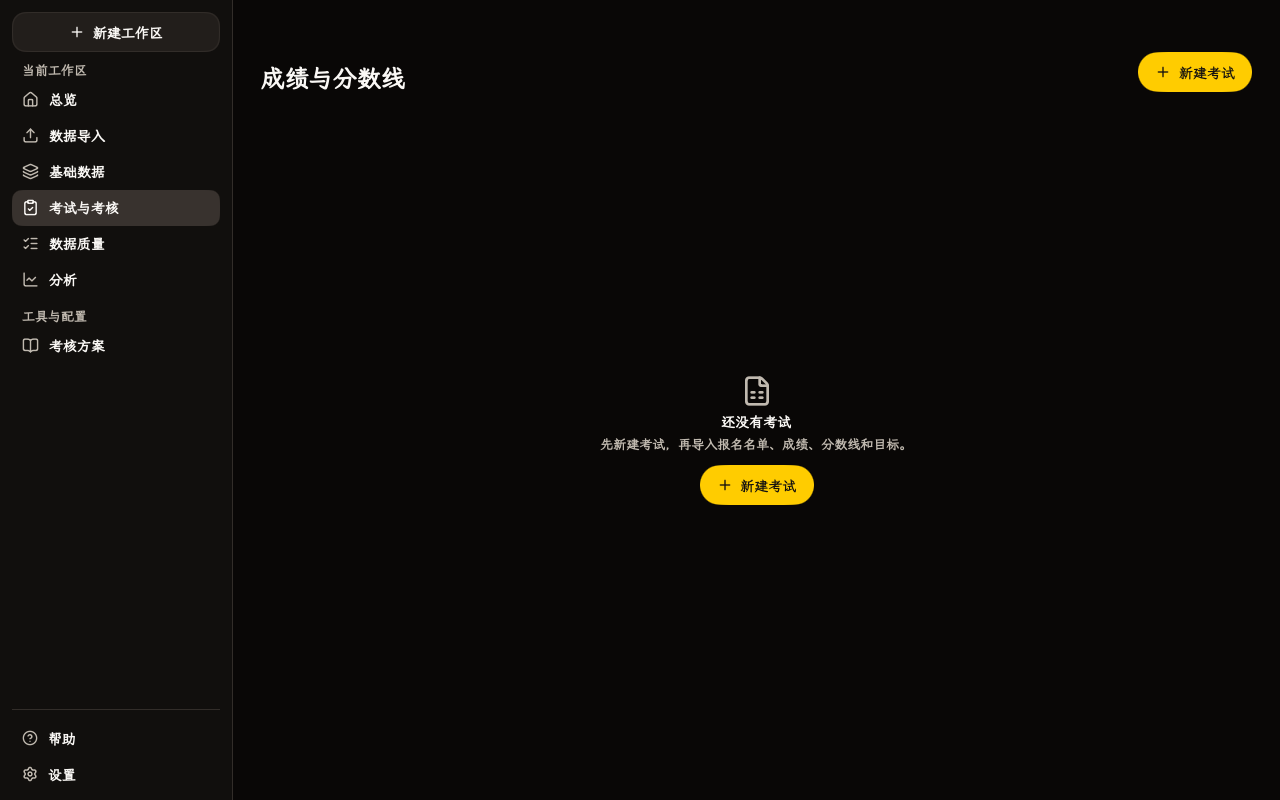 新建工作区
当前工作区
总览
数据导入
基础数据
考试与考核
数据质量
分析
工具与配置
考核方案
帮助
设置
成绩与分数线
新建考试
还没有考试
先新建考试，再导入报名名单、成绩、分数线和目标。
新建考试